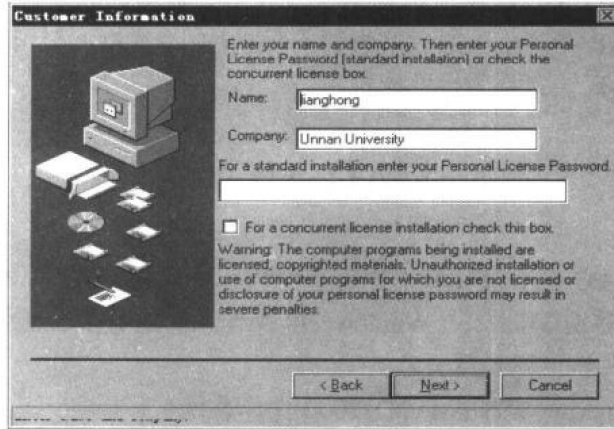 Customer Information
Enter your name and company. Then enter your Personal
License Password (standard installation) or check the
concurrent license box.
Name: lianghong
Company: Unnan University
For a standard installation enter your Personal License Password.
For a concurrent license installation check this box.
Warning: The computer programs being installed are
licensed, copyrighted materials. Unauthorized installation or
use of computer programs for which you are not licensed or
disclosure of your personal license password may result in
severe penalties.
< Back Next > Cancel